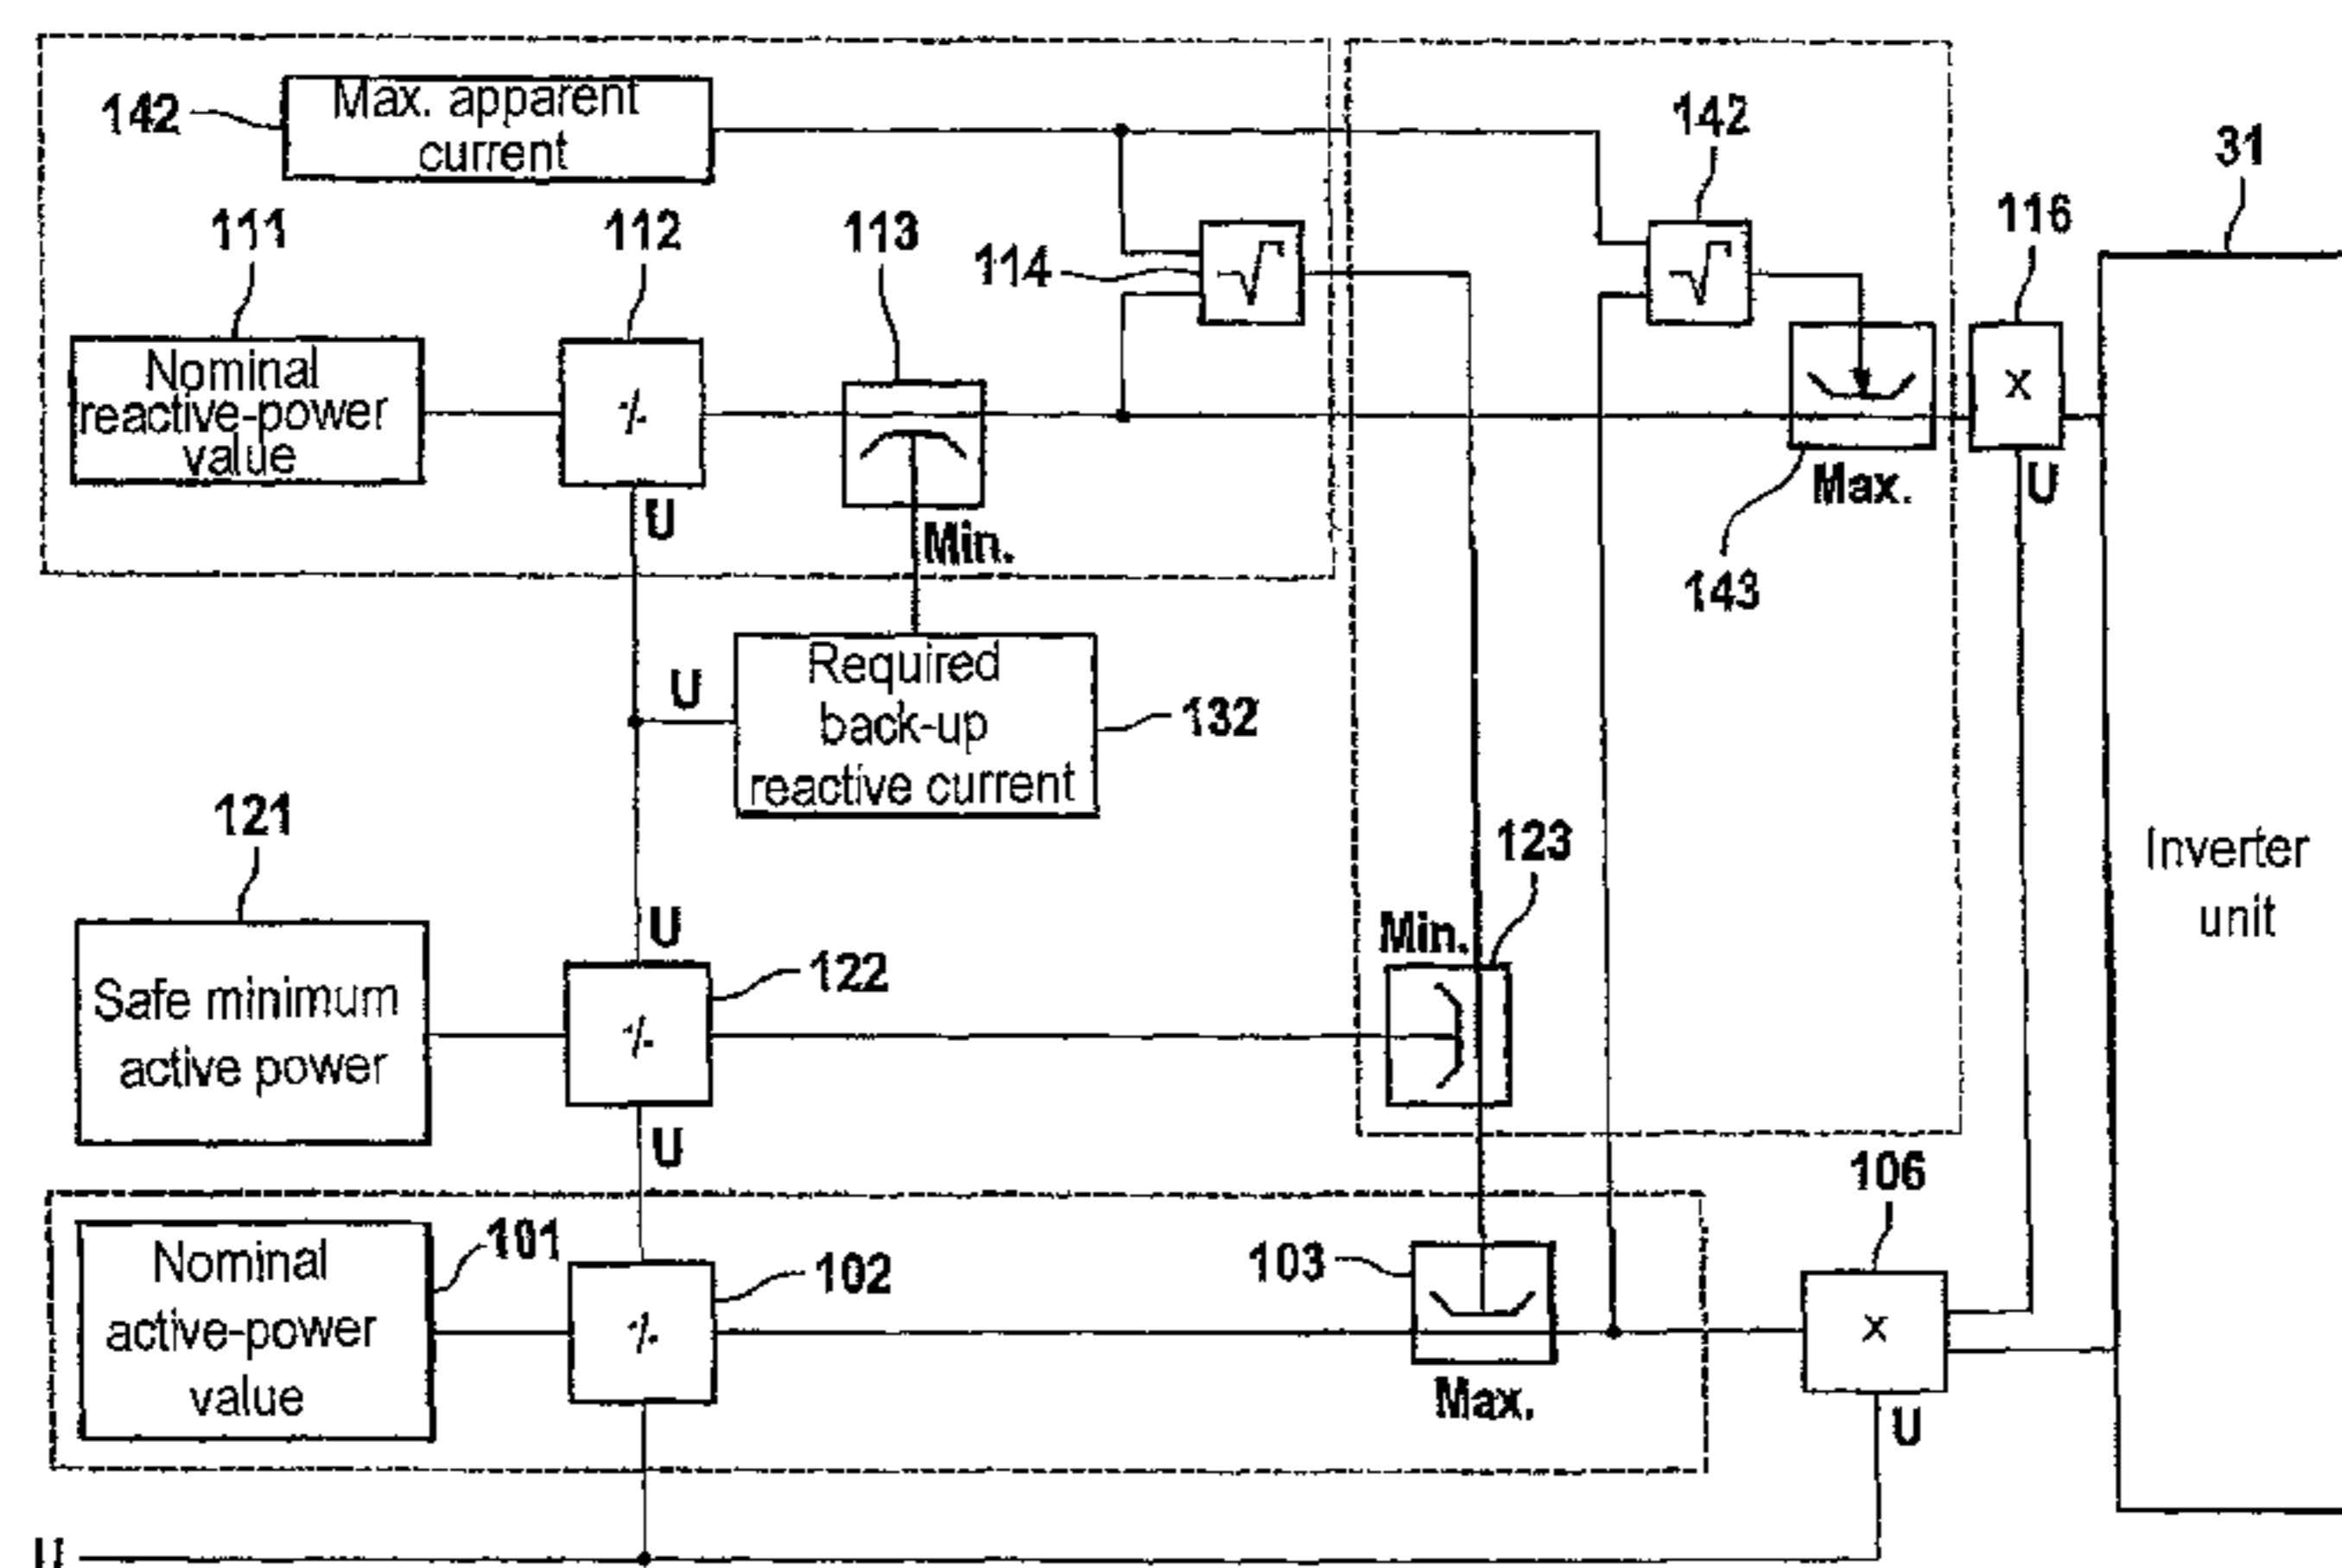 142
Max. apparent
current
142
31
111
112
113
114
116
Nominal
reactive-power
value
·/.
x
U
Min.
Max.
U
143
Required
back-up
reactive current
U
132
121
123
Inverter
unit
Safe minimum
active power
U
·/.
122
Min.
U
106
Nominal
active-power
value
101
·/.
102
103
Max.
x
U
U